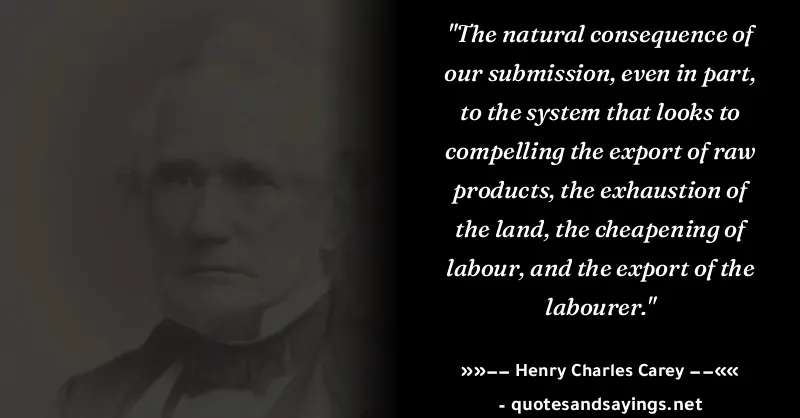 "The natural consequence of
our submission, even in part,
to the system that looks to
compelling the export of raw
products, the exhaustion of
the land, the cheapening of
labour, and the export of the
labourer."
»»–– Henry Charles Carey ––««
- quotesandsayings.net